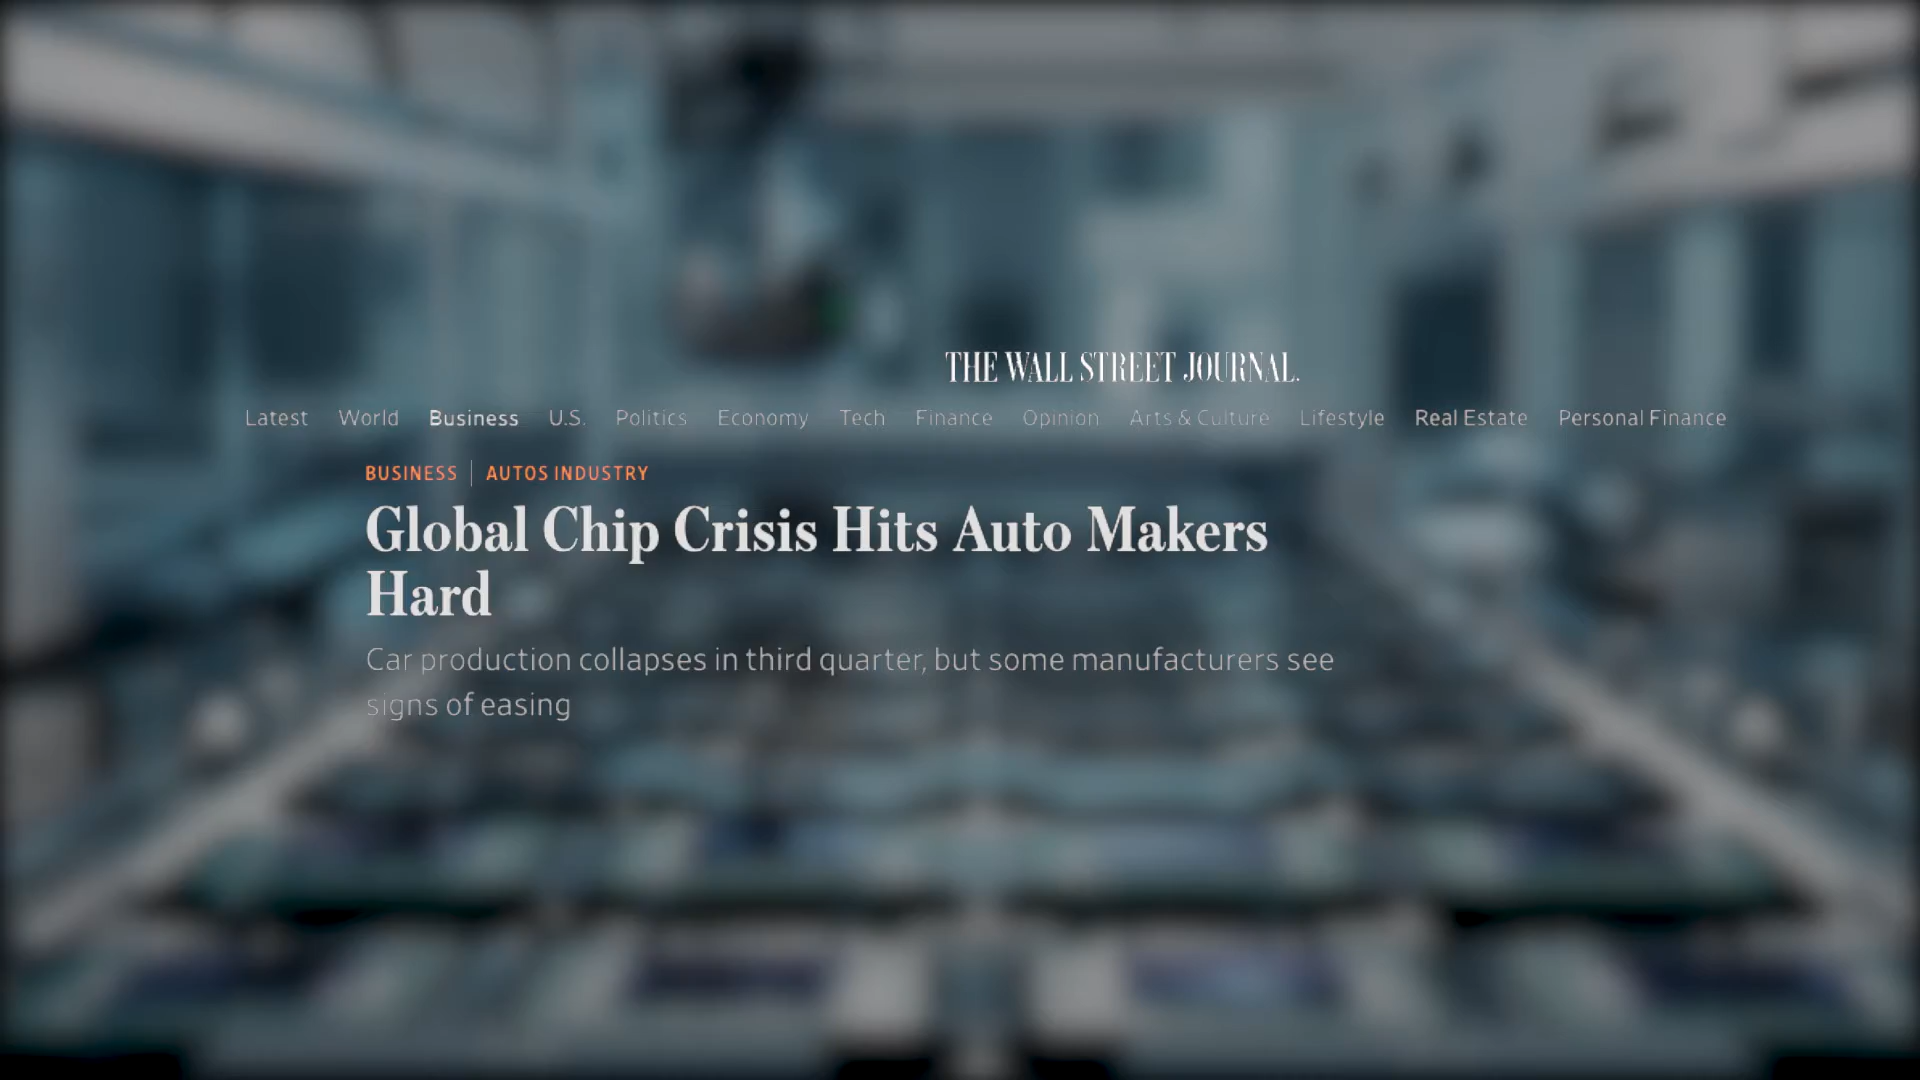 THE WALL STREET JOURNAL.
Latest World Business U.S. Politics Economy Tech Finance Opinion Arts & Culture Lifestyle Real Estate Personal Finance
BUSINESS | AUTOS INDUSTRY
Global Chip Crisis Hits Auto Makers
Hard
Car production collapses in third quarter, but some manufacturers see
signs of easing